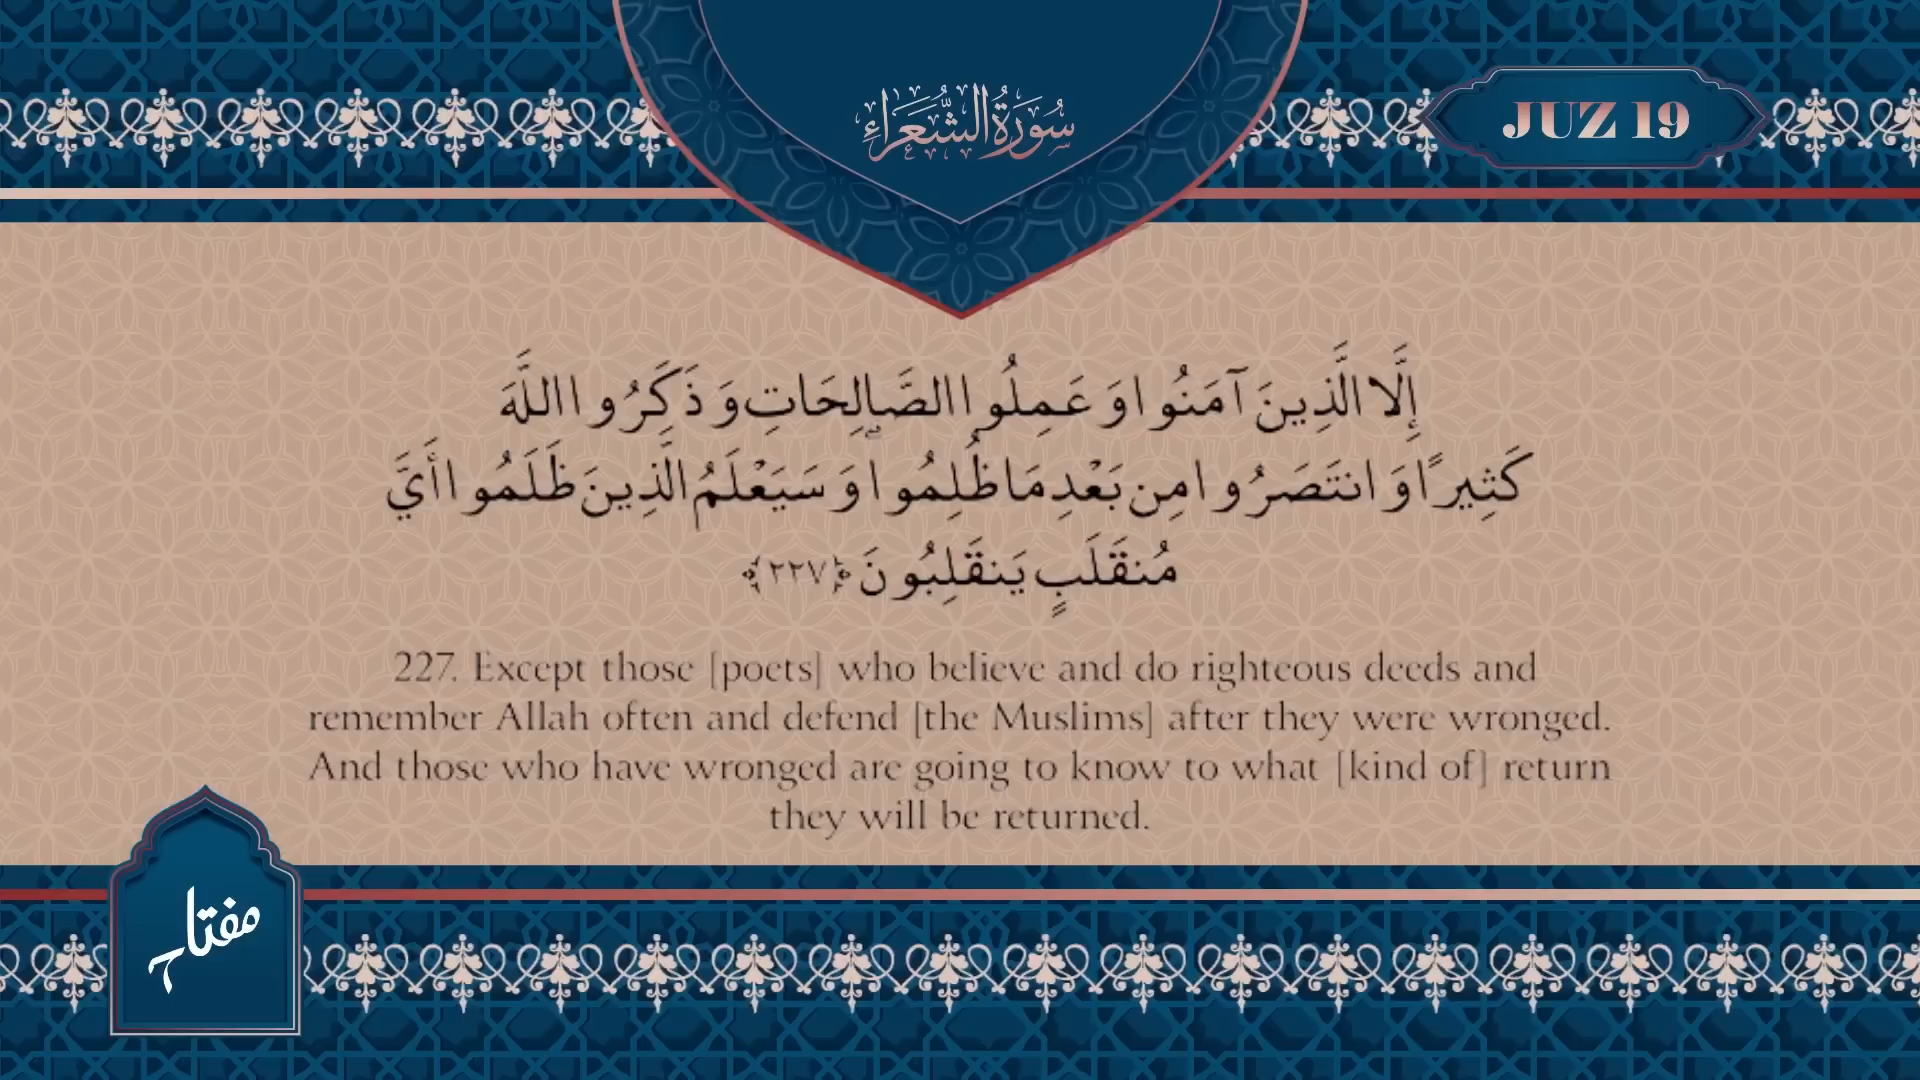 سُورَةُ الشُّعَرَاءِ
JUZ 19
إِلَّا الَّذِينَ آمَنُوا وَعَمِلُوا الصَّالِحَاتِ وَذَكَرُوا اللَّهَ
كَثِيرًا وَانتَصَرُوا مِن بَعْدِ مَا ظُلِمُوا ۗ وَسَيَعْلَمُ الَّذِينَ ظَلَمُوا أَيَّ
مُنقَلَبٍ يَنقَلِبُونَ ﴿٢٢٧﴾
227. Except those [poets] who believe and do righteous deeds and
remember Allah often and defend [the Muslims] after they were wronged.
And those who have wronged are going to know to what [kind of] return
they will be returned.
مفتاح